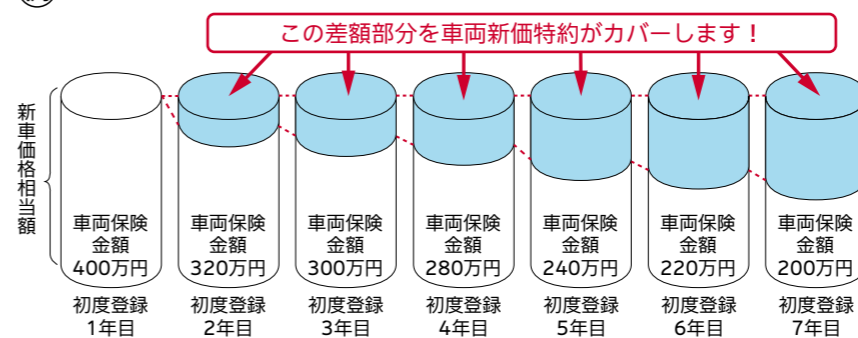 この差額部分を車両新価特約がカバーします！
新車価格相当額
車両保険
金額
400万円
初度登録
1年目
車両保険
金額
320万円
初度登録
2年目
車両保険
金額
300万円
初度登録
3年目
車両保険
金額
280万円
初度登録
4年目
車両保険
金額
240万円
初度登録
5年目
車両保険
金額
220万円
初度登録
6年目
車両保険
金額
200万円
初度登録
7年目